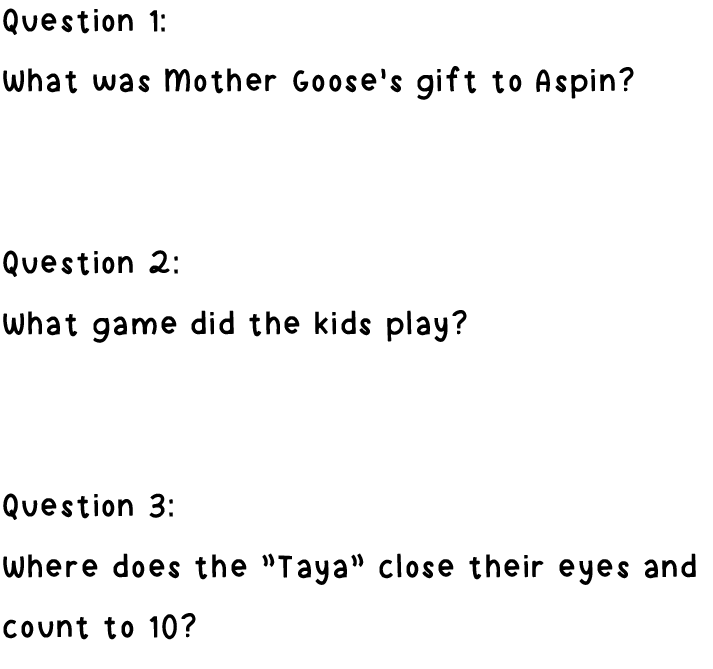 Question 1:
What was Mother Goose's gift to Aspin?
Question 2:
What game did the kids play?
Question 3:
Where does the "Taya" close their eyes and
count to 10?